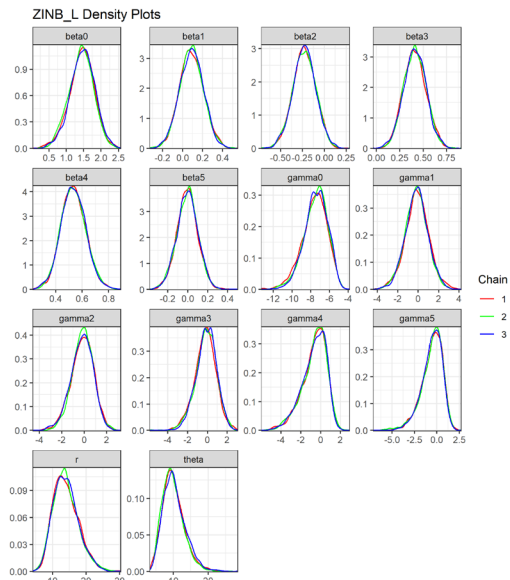 ZINB_L Density Plots
beta0 beta1 beta2 beta3
0.9 0.6 0.3 0.0
3 2 1 0
3 2 1 0
3 2 1 0
0.5 1.0 1.5 2.0 2.5
-0.2 0.0 0.2 0.4
-0.50 -0.25 0.00 0.25
0.00 0.25 0.50 0.75
beta4 beta5 gamma0 gamma1
4 3 2 1 0
3 2 1 0
0.3 0.2 0.1 0.0
0.3 0.2 0.1 0.0
0.4 0.6 0.8
-0.2 0.0 0.2 0.4
-12 -10 -8 -6 -4
-4 -2 0 2 4
Chain
1
2
3
gamma2 gamma3 gamma4 gamma5
0.4 0.3 0.2 0.1 0.0
0.3 0.2 0.1 0.0
0.3 0.2 0.1 0.0
0.3 0.2 0.1 0.0
-4 -2 0 2
-4 -2 0 2
-4 -2 0 2
-5.0 -2.5 0.0 2.5
r theta
0.09 0.06 0.03 0.00
0.10 0.05 0.00